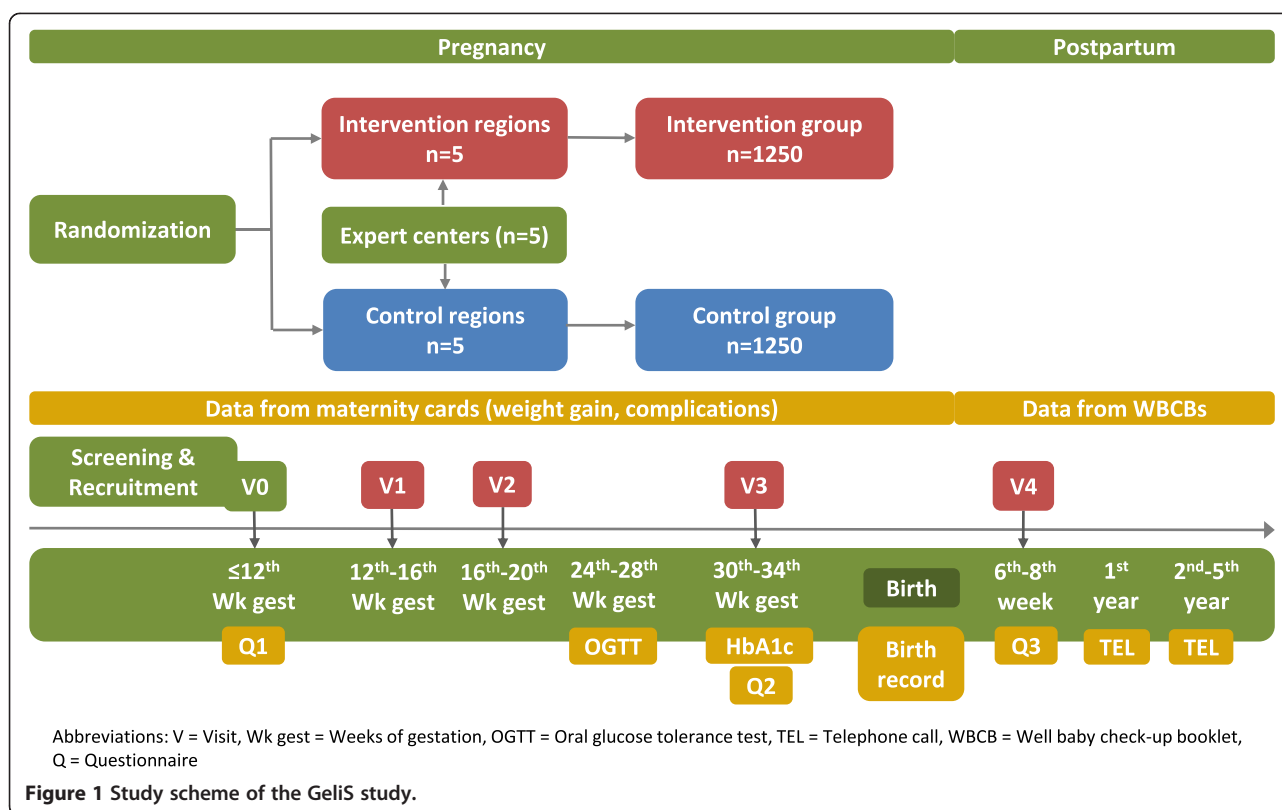 Pregnancy
Postpartum
Intervention regions
n=5
Intervention group
n=1250
Randomization
Expert centers (n=5)
Control regions
n=5
Control group
n=1250
Data from maternity cards (weight gain, complications)
Data from WBCBs
Screening &
Recruitment
V0
V1
V2
V3
V4
≤12th
Wk gest
12th-16th
Wk gest
16th-20th
Wk gest
24th-28th
Wk gest
30th-34th
Wk gest
Birth
6th-8th
week
1st
year
2nd-5th
year
Q1
OGTT
HbA1c
Q2
Birth
record
Q3
TEL
TEL
Abbreviations: V = Visit, Wk gest = Weeks of gestation, OGTT = Oral glucose tolerance test, TEL = Telephone call, WBCB = Well baby check-up booklet,
Q = Questionnaire
Figure 1 Study scheme of the GeliS study.